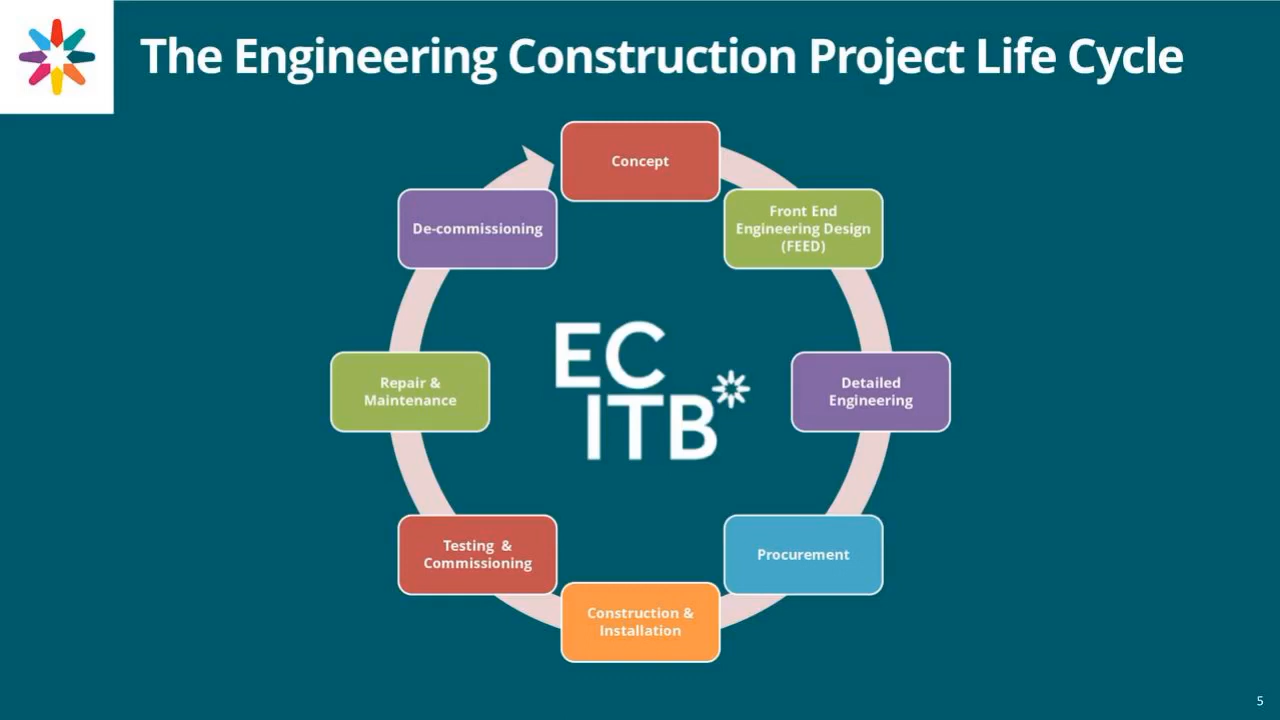 The Engineering Construction Project Life Cycle
Concept
Front End
Engineering Design
(FEED)
Detailed
Engineering
Procurement
Construction &
Installation
Testing &
Commissioning
Repair &
Maintenance
De-commissioning
EC
ITB
5